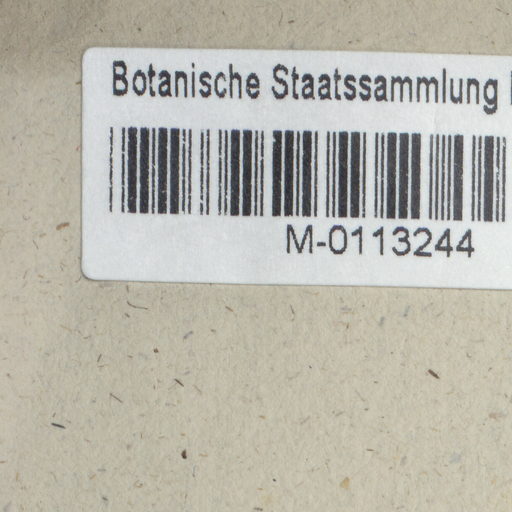 Botanische Staatssammlung
M-0113244